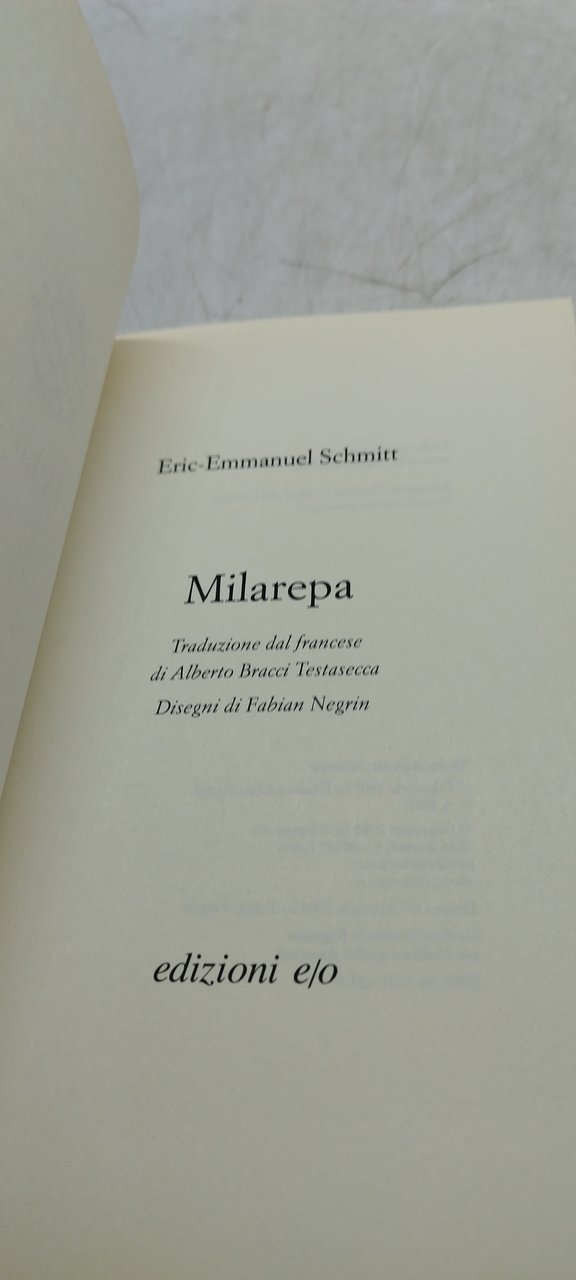 Eric-Emmanuel Schmitt
Milarepa
Traduzione dal francese
di Alberto Bracci Testasecca
Disegni di Fabian Negrin
edizioni e/o